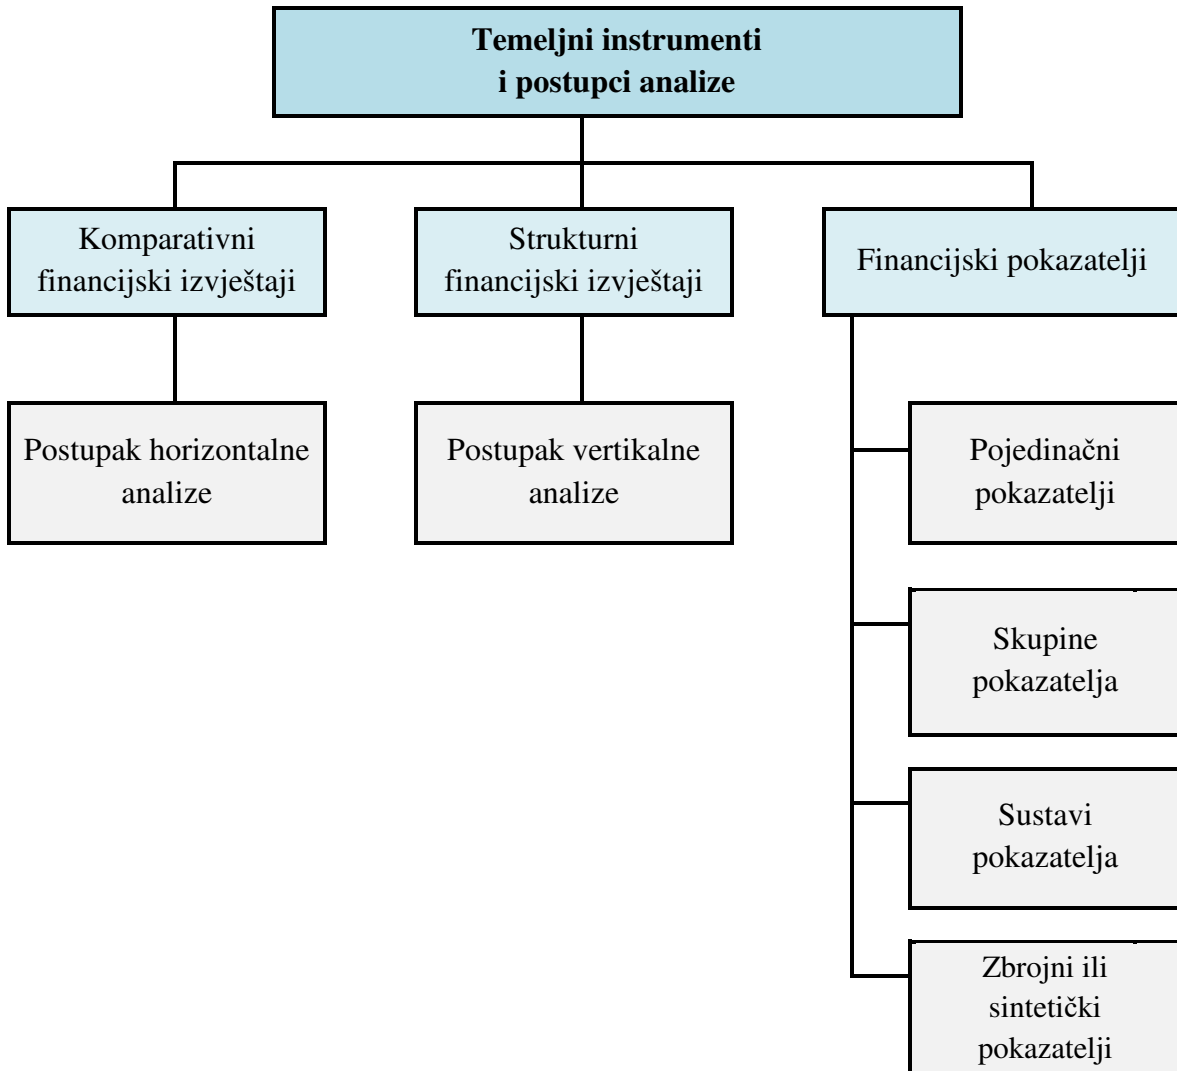 Temeljni instrumenti
i postupci analize
Komparativni
financijski izvještaji
Strukturni
financijski izvještaji
Financijski pokazatelji
Postupak horizontalne
analize
Postupak vertikalne
analize
Pojedinačni
pokazatelji
Skupine
pokazatelja
Sustavi
pokazatelja
Zbrojni ili
sintetički
pokazatelji